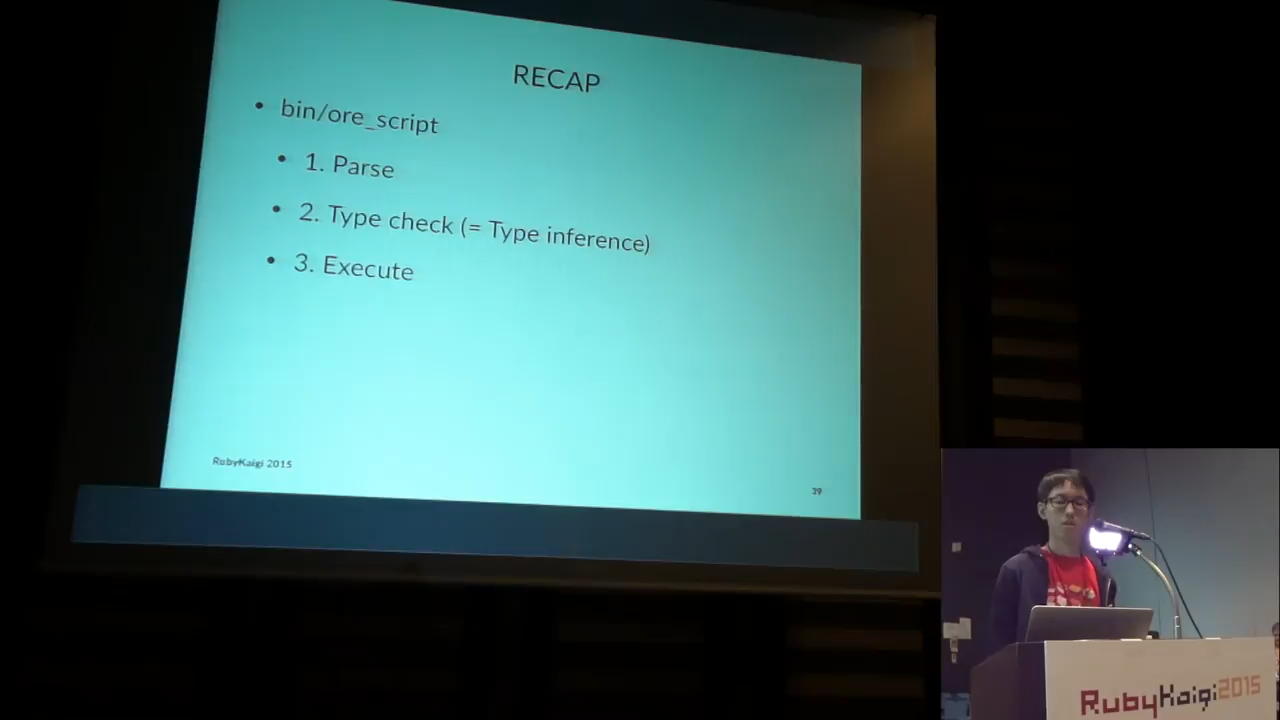 RECAP
• bin/ore_script
• 1. Parse
• 2. Type check (= Type inference)
• 3. Execute
RubyKaigi 2015
39
RubyKaigi2015